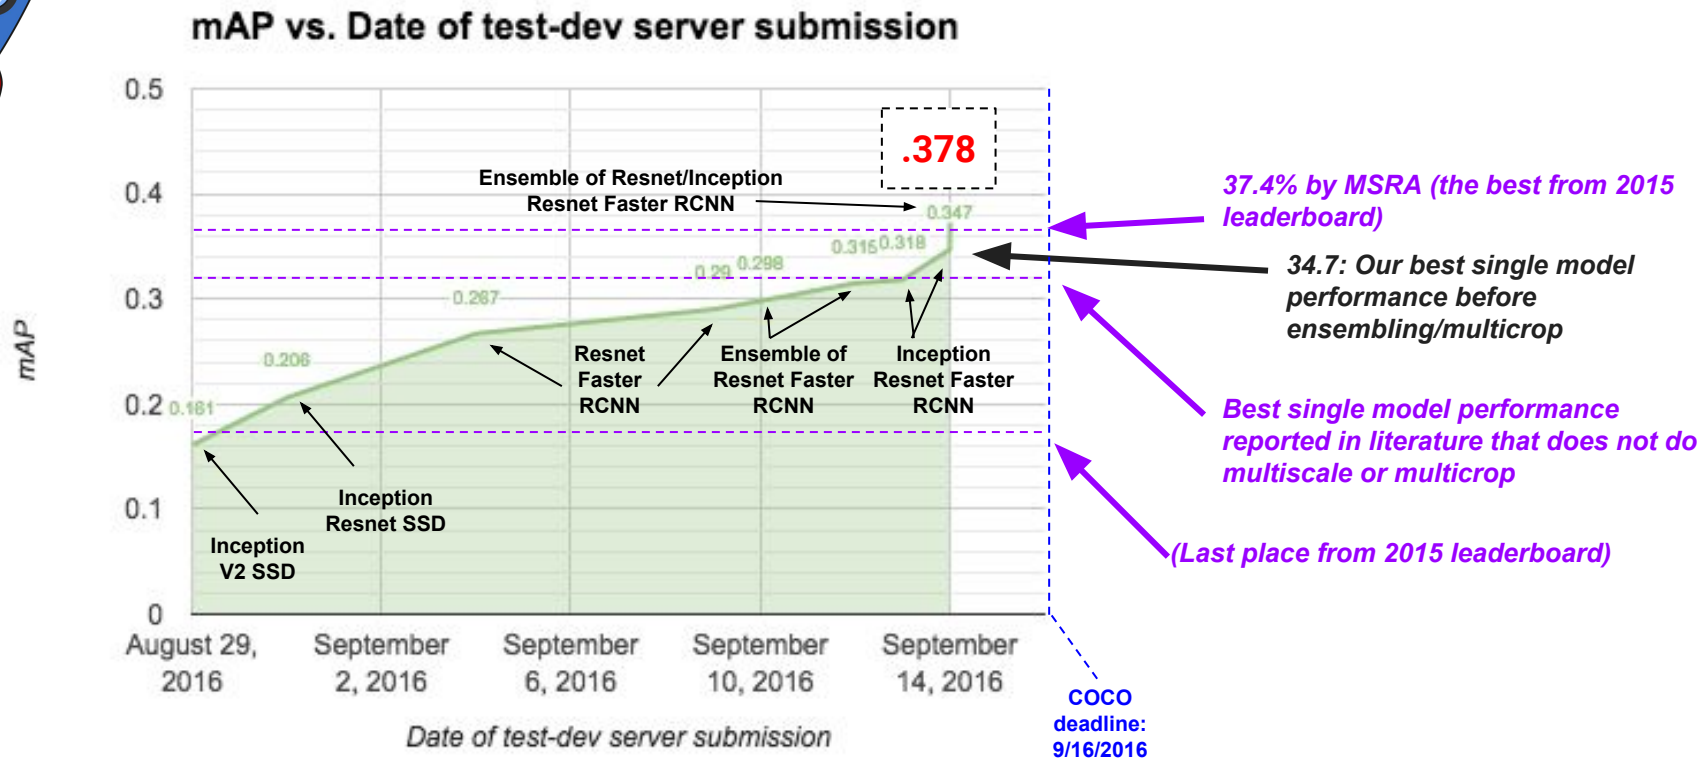 mAP vs. Date of test-dev server submission
0.5
0.4
0.3
0.2
0.1
0
mAP
.378
Ensemble of Resnet/Inception
Resnet Faster RCNN
0.347
0.315
0.318
0.29
0.298
0.267
0.206
0.161
Resnet
Faster
RCNN
Ensemble of
Resnet Faster
RCNN
Inception
Resnet Faster
RCNN
Inception
Resnet SSD
Inception
V2 SSD
August 29,
2016
September
2, 2016
September
6, 2016
September
10, 2016
September
14, 2016
Date of test-dev server submission
COCO
deadline:
9/16/2016
37.4% by MSRA (the best from 2015
leaderboard)
34.7: Our best single model
performance before
ensembling/multicrop
Best single model performance
reported in literature that does not do
multiscale or multicrop
(Last place from 2015 leaderboard)